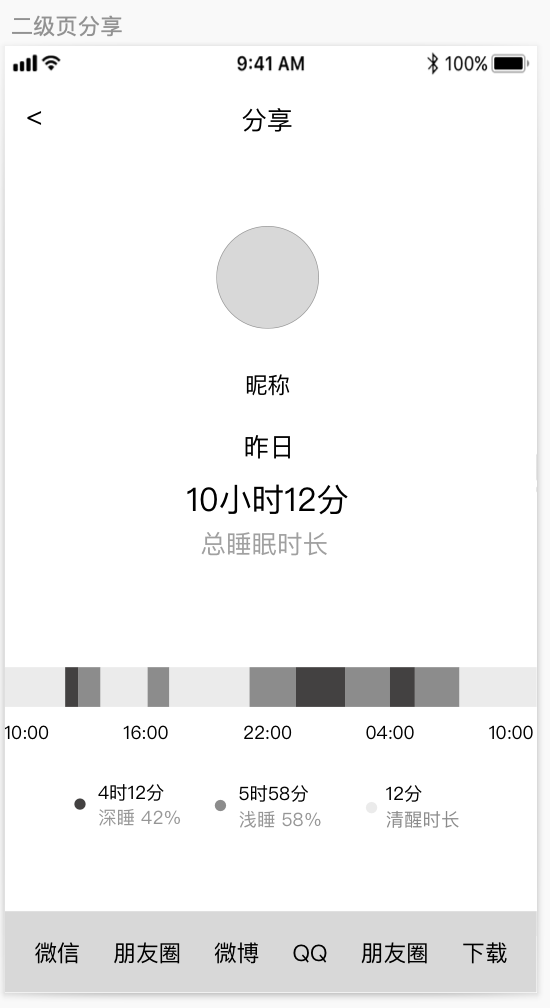 二级页分享
9:41 AM 100%
< 分享
昵称
昨日
10小时12分
总睡眠时长
10:00 16:00 22:00 04:00 10:00
4时12分 5时58分 12分
深睡 42% 浅睡 58% 清醒时长
微信 朋友圈 微博 QQ 朋友圈 下载